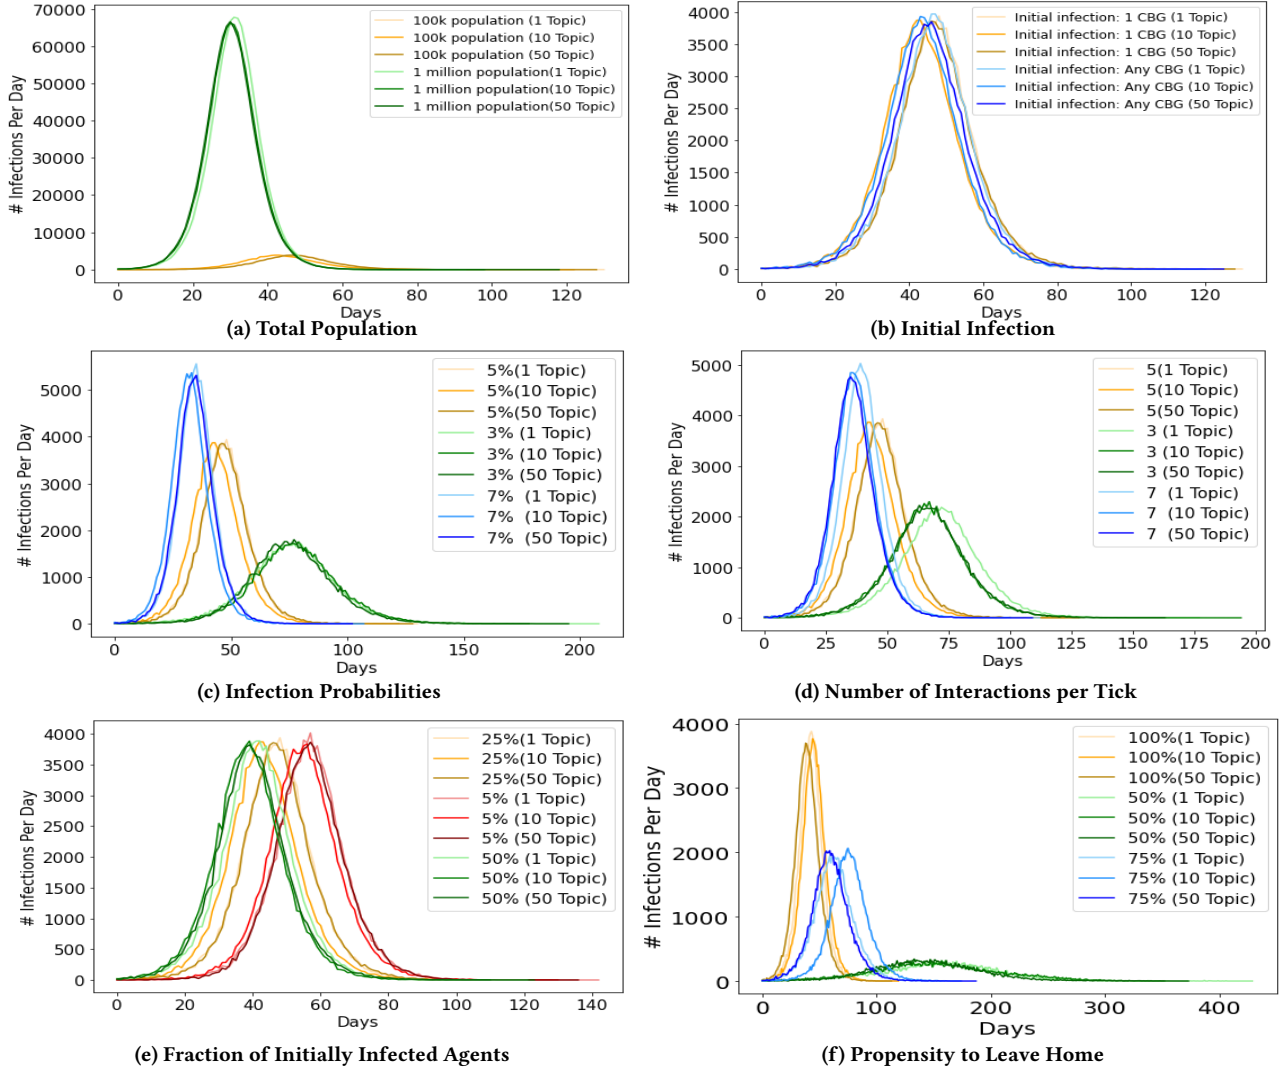 # Infections Per Day
70000
60000
50000
40000
30000
20000
10000
0
100k population (1 Topic)
100k population (10 Topic)
100k population (50 Topic)
1 million population(1 Topic)
1 million population(10 Topic)
1 million population(50 Topic)
0 20 40 60 80 100 120
Days
(a) Total Population
# Infections Per Day
4000
3500
3000
2500
2000
1500
1000
500
0
Initial infection: 1 CBG (1 Topic)
Initial infection: 1 CBG (10 Topic)
Initial infection: 1 CBG (50 Topic)
Initial infection: Any CBG (1 Topic)
Initial infection: Any CBG (10 Topic)
Initial infection: Any CBG (50 Topic)
0 20 40 60 80 100 120
Days
(b) Initial Infection
# Infections Per Day
5000
4000
3000
2000
1000
0
5%(1 Topic)
5%(10 Topic)
5%(50 Topic)
3% (1 Topic)
3% (10 Topic)
3% (50 Topic)
7% (1 Topic)
7% (10 Topic)
7% (50 Topic)
0 50 100 150 200
Days
(c) Infection Probabilities
# Infections Per Day
5000
4000
3000
2000
1000
0
5(1 Topic)
5(10 Topic)
5(50 Topic)
3 (1 Topic)
3 (10 Topic)
3 (50 Topic)
7 (1 Topic)
7 (10 Topic)
7 (50 Topic)
0 25 50 75 100 125 150 175 200
Days
(d) Number of Interactions per Tick
# Infections Per Day
4000
3500
3000
2500
2000
1500
1000
500
0
25%(1 Topic)
25%(10 Topic)
25%(50 Topic)
5% (1 Topic)
5% (10 Topic)
5% (50 Topic)
50% (1 Topic)
50% (10 Topic)
50% (50 Topic)
0 20 40 60 80 100 120 140
Days
(e) Fraction of Initially Infected Agents
# Infections Per Day
4000
3000
2000
1000
0
100%(1 Topic)
100%(10 Topic)
100%(50 Topic)
50% (1 Topic)
50% (10 Topic)
50% (50 Topic)
75% (1 Topic)
75% (10 Topic)
75% (50 Topic)
0 100 200 300 400
Days
(f) Propensity to Leave Home